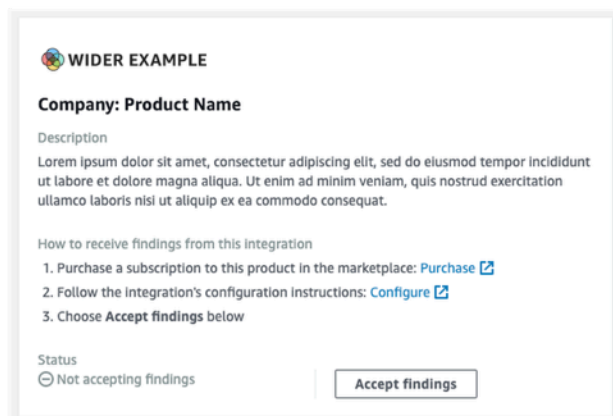 WIDER EXAMPLE
Company: Product Name
Description
Lorem ipsum dolor sit amet, consectetur adipiscing elit, sed do eiusmod tempor incididunt
ut labore et dolore magna aliqua. Ut enim ad minim veniam, quis nostrud exercitation
ullamco laboris nisi ut aliquip ex ea commodo consequat.
How to receive findings from this integration
1. Purchase a subscription to this product in the marketplace: Purchase
2. Follow the integration's configuration instructions: Configure
3. Choose Accept findings below
Status
Not accepting findings
Accept findings